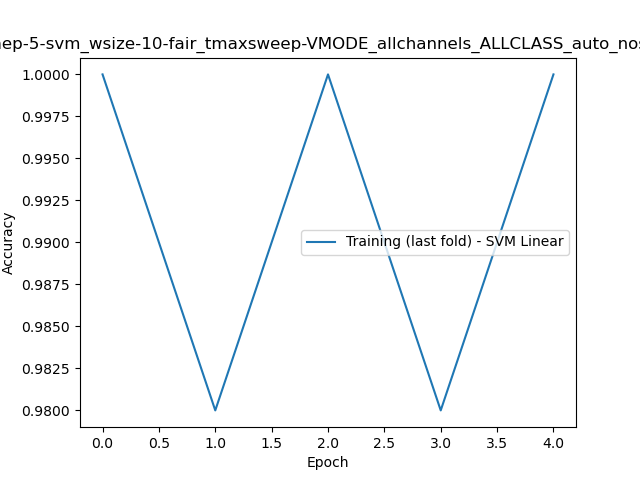 ep-5-svm_wsize-10-fair_tmaxsweep-VMODE_allchannels_ALLCLASS_auto_nos
1.0000
0.9975
0.9950
0.9925
0.9900
0.9875
0.9850
0.9825
0.9800
Accuracy
Training (last fold) - SVM Linear
0.0 0.5 1.0 1.5 2.0 2.5 3.0 3.5 4.0
Epoch